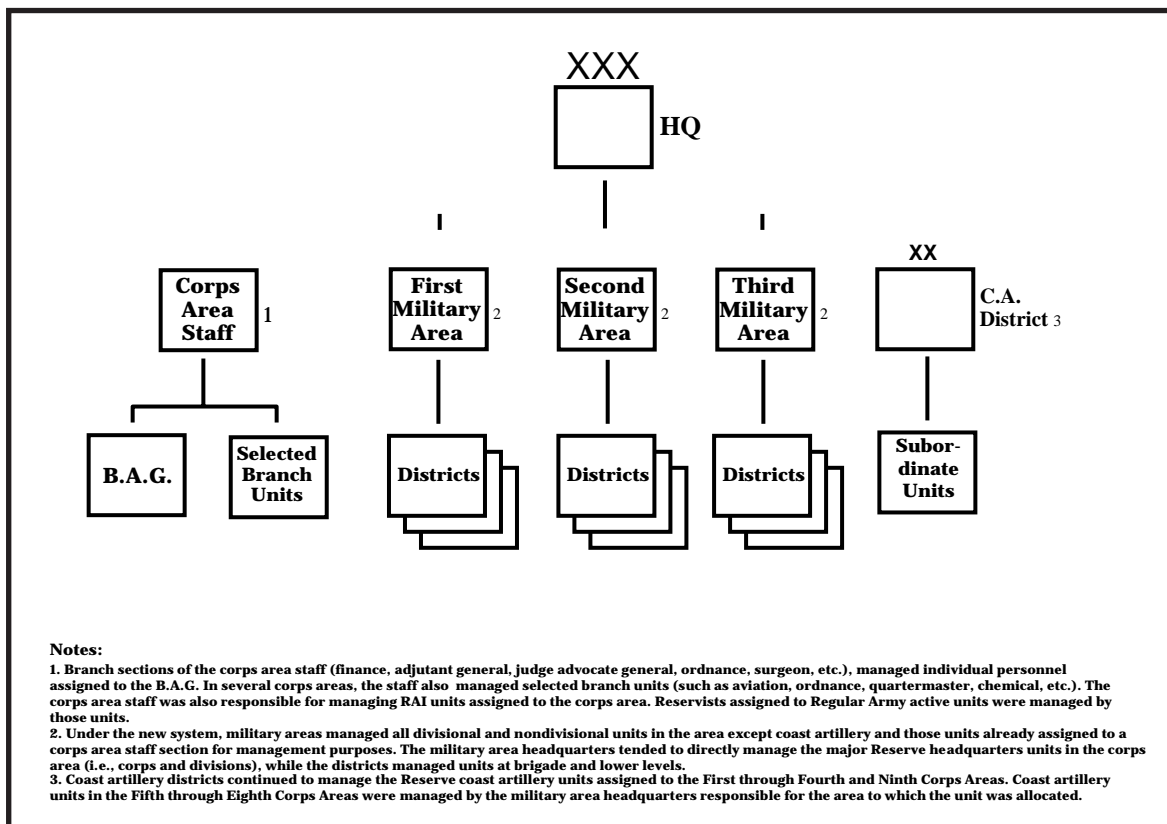 XXX
HQ
XX
Corps
Area
Staff
1
First
Military
Area
2
Second
Military
Area
2
Third
Military
Area
2
C.A.
District 3
B.A.G.
Selected
Branch
Units
Districts
Districts
Districts
Subor-
dinate
Units
Notes:
1. Branch sections of the corps area staff (finance, adjutant general, judge advocate general, ordnance, surgeon, etc.), managed individual personnel
assigned to the B.A.G. In several corps areas, the staff also managed selected branch units (such as aviation, ordnance, quartermaster, chemical, etc.). The
corps area staff was also responsible for managing RAI units assigned to the corps area. Reservists assigned to Regular Army active units were managed by
those units.
2. Under the new system, military areas managed all divisional and nondivisional units in the area except coast artillery and those units already assigned to a
corps area staff section for management purposes. The military area headquarters tended to directly manage the major Reserve headquarters units in the corps
area (i.e., corps and divisions), while the districts managed units at brigade and lower levels.
3. Coast artillery districts continued to manage the Reserve coast artillery units assigned to the First through Fourth and Ninth Corps Areas. Coast artillery
units in the Fifth through Eighth Corps Areas were managed by the military area headquarters responsible for the area to which the unit was allocated.